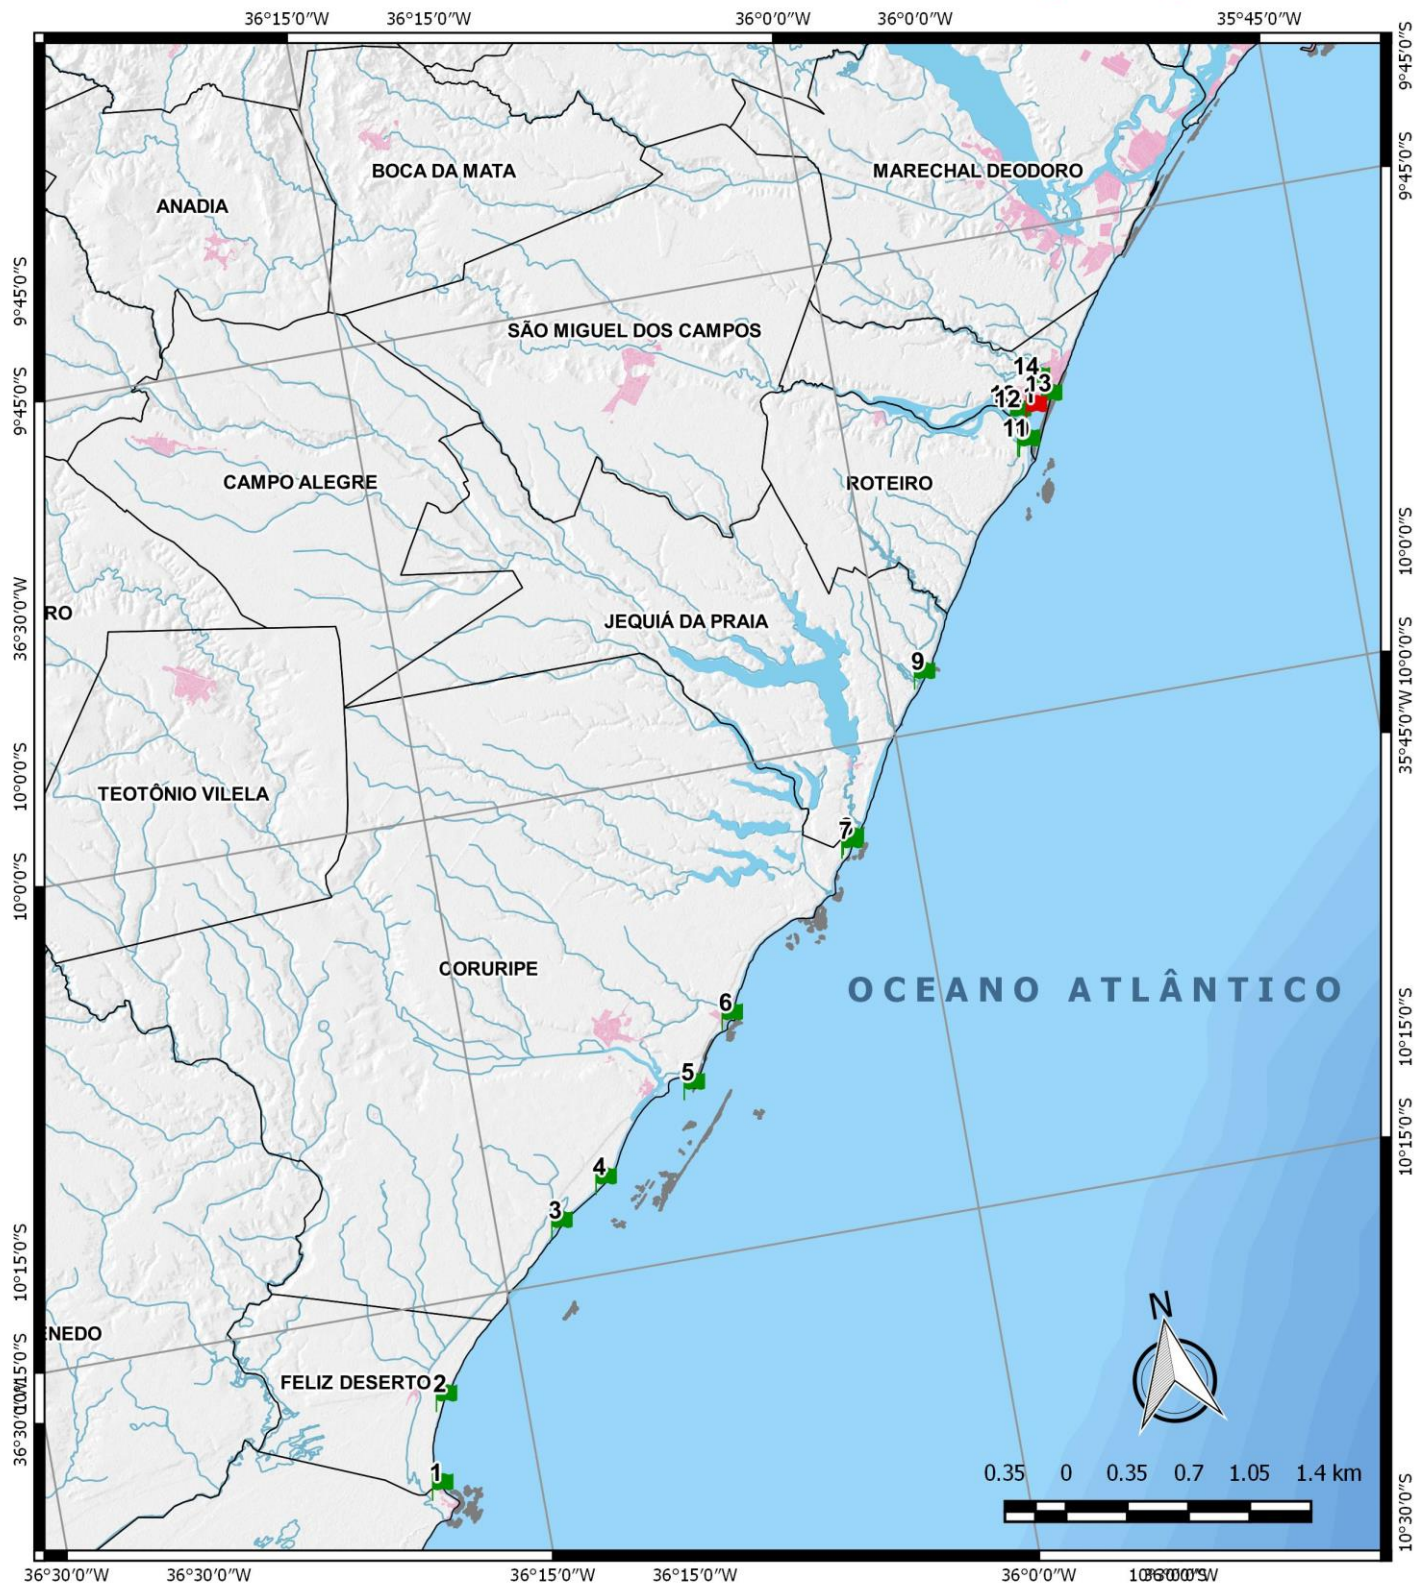 36°15'0"W 36°15'0"W 36°0'0"W 36°0'0"W 35°45'0"W
9°45'0"S
9°45'0"S
BOCA DA MATA
MARECHAL DEODORO
ANADIA
9°45'0"S
SÃO MIGUEL DOS CAMPOS
14
13
12
9°45'0"S
11
CAMPO ALEGRE
ROTEIRO
10°0'0"S
36°30'0"W
RO
JEQUIÁ DA PRAIA
9
10°0'0"S
35°45'0"W
10°0'0"S
TEOTÔNIO VILELA
7
10°0'0"S
CORURIPE
OCEANO ATLÂNTICO
6
10°15'0"S
5
10°15'0"S
4
3
10°15'0"S
N
ENEDO
FELIZ DESERTO
2
36°30'0"W
1
0.35 0 0.35 0.7 1.05 1.4 km
10°30'0"S
36°30'0"W 36°30'0"W 36°15'0"W 36°15'0"W 36°0'0"W